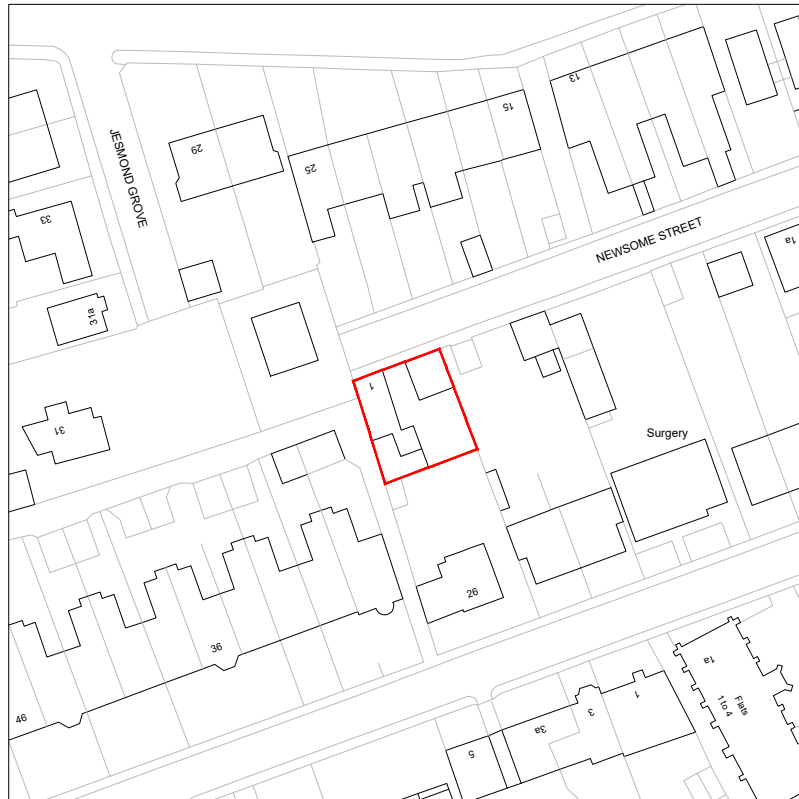 13
15
25
29
JESMOND GROVE
33
NEWSOME STREET
1a
31a
1
31
Surgery
26
36
46
1a
Flats
1 to 4
1
3
3a
5